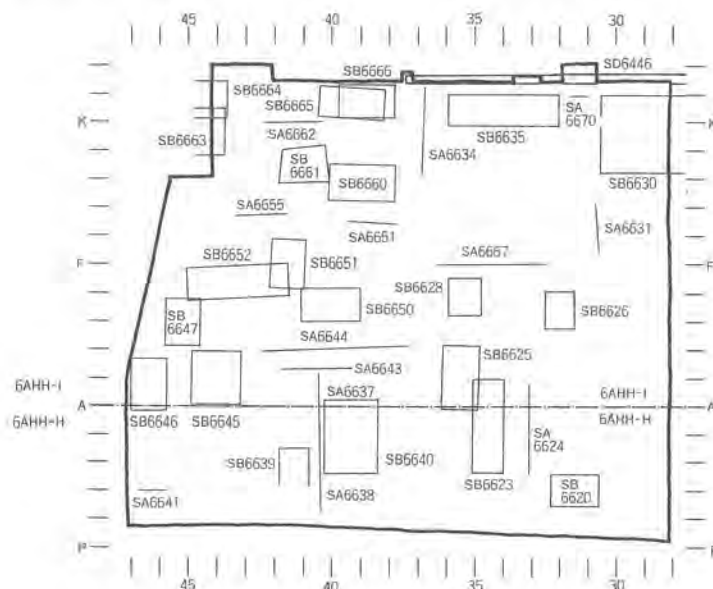 45 40 35 30
SD6446
SB6666
SB6664
SB6665
SA
6670
K
K
SA6662
SB6635
SB6663
SA6634
SB
6661
SB6660
SB6630
SA6655
SA6651
SA6631
SA6667
F
F
SB6652
SB6651
SB6628
SB6650
SB6626
SB
6647
SA6644
SB6625
SA6643
6AHH-I
6AHH-I
SA6637
A
A
6AHH-H
6AHH-H
SB6646
SB6645
SA
6624
SB6639
SB6640
SB6623
SB
6620
SA6641
SA6638
P
45 40 35 30